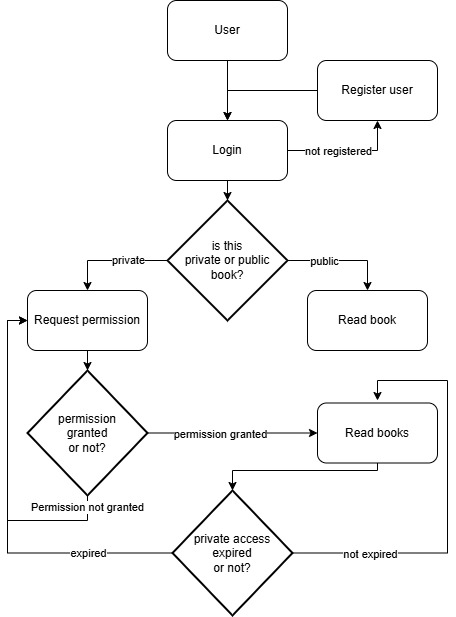 User
Register user
Login
not registered
is this
private or public
book?
private
public
Request permission
Read book
permission
granted
or not?
permission granted
Read books
Permission not granted
private access
expired
or not?
expired
not expired